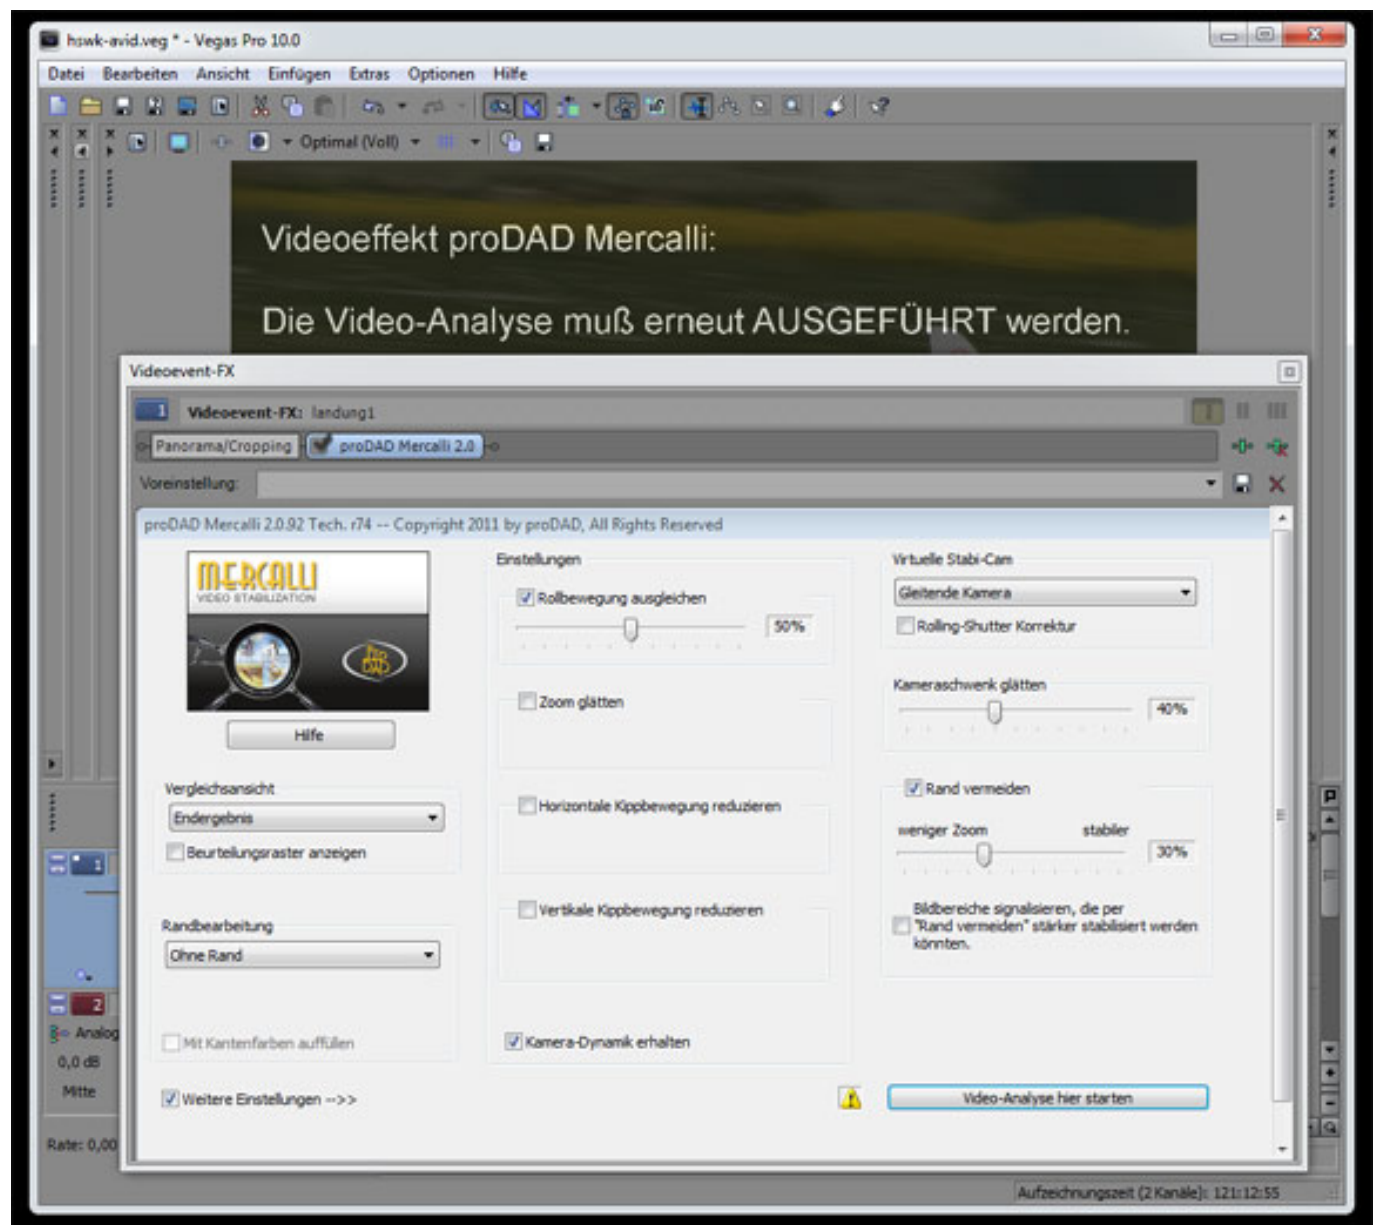 hswk-avid.veg * - Vegas Pro 10.0
Datei Bearbeiten Ansicht Einfügen Extras Optionen Hilfe
Optimal (Voll)
Videoeffekt proDAD Mercalli:
Die Video-Analyse muß erneut AUSGEFÜHRT werden.
Videoevent-FX
1 Videoevent-FX: landung1
Panorama/Cropping proDAD Mercalli 2.0
Voreinstellung:
proDAD Mercalli 2.0.92 Tech. r74 -- Copyright 2011 by proDAD, All Rights Reserved
MERCALLI
VIDEO STABILIZATION
PRO DAD
Hilfe
Vergleichsansicht
Endergebnis
Beurteilungsraster anzeigen
Randbearbeitung
Ohne Rand
Mit Kantenfarben auffüllen
Weitere Einstellungen -->>
Einstellungen
Rollbewegung ausgleichen
50%
Zoom glätten
Horizontale Kippbewegung reduzieren
Vertikale Kippbewegung reduzieren
Kamera-Dynamik erhalten
Virtuelle Stabi-Cam
Gleitende Kamera
Rolling-Shutter Korrektur
Kameraschwenk glätten
40%
Rand vermeiden
weniger Zoom stabiler
30%
Bildbereiche signalisieren, die per
"Rand vermeiden" stärker stabilisiert werden
könnten.
Video-Analyse hier starten
1
2
Analog
0,0 dB
Mitte
Rate: 0,00
P
Aufzeichnungszeit (2 Kanäle): 121:12:55